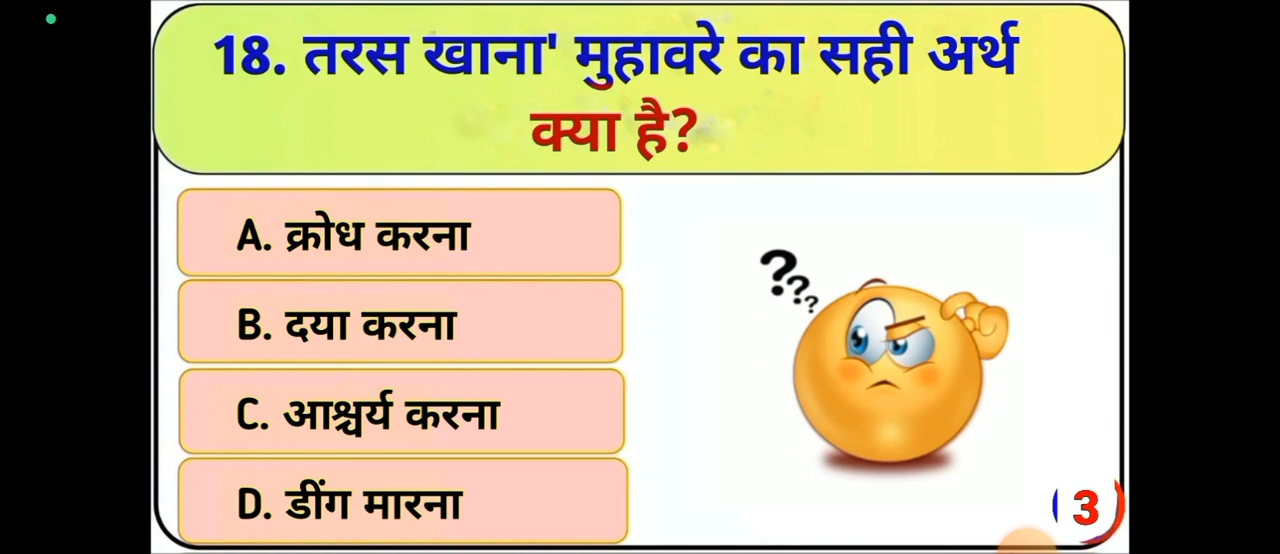 18. तरस खाना' मुहावरे का सही अर्थ
क्या है?
A. क्रोध करना
B. दया करना
C. आश्चर्य करना
D. डींग मारना
???
3